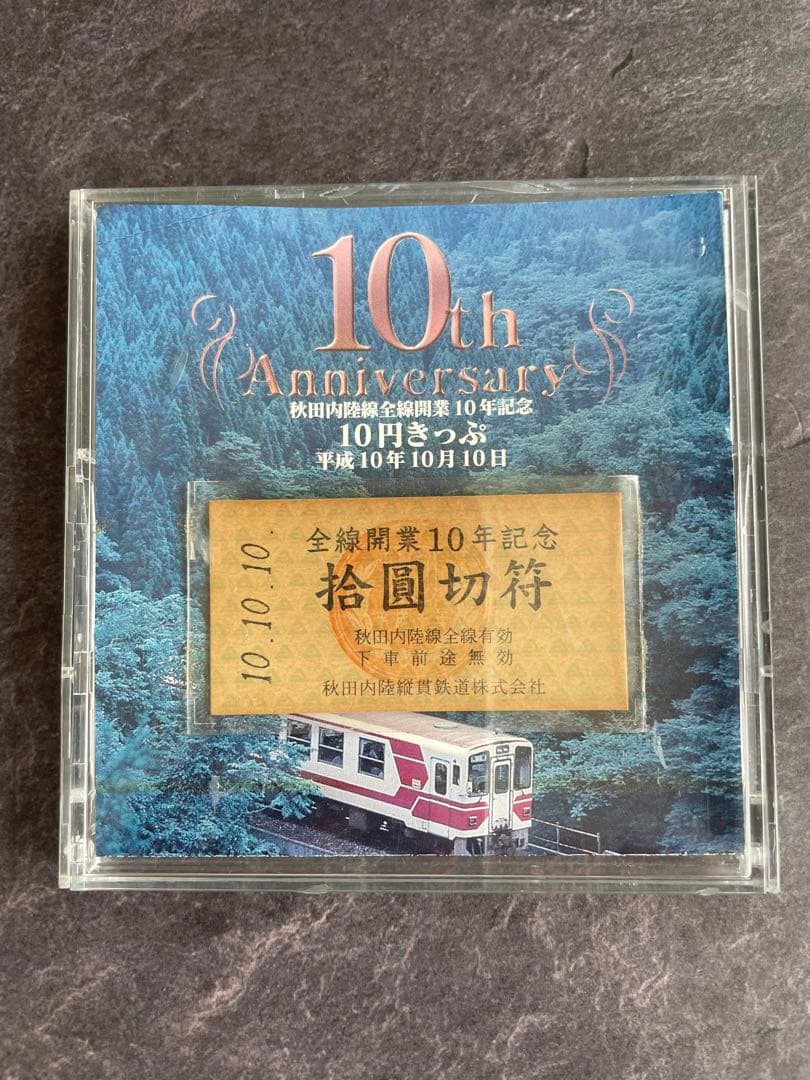 10th
Anniversary
秋田内陸線全線開業10年記念
10円きっぷ
平成10年10月10日
10.10.10.
全線開業10年記念
拾圓切符
秋田内陸線全線有効
下車前途無効
秋田内陸縦貫鉄道株式会社